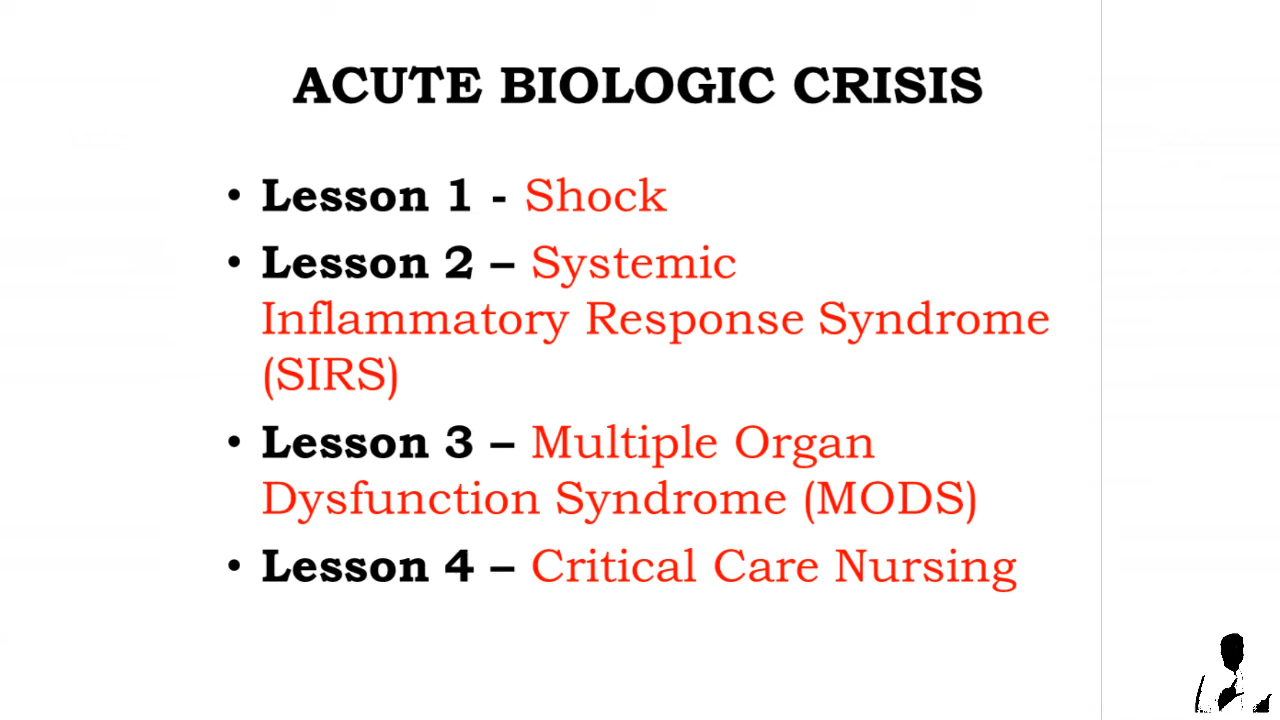 ACUTE BIOLOGIC CRISIS
• Lesson 1 - Shock
• Lesson 2 – Systemic
Inflammatory Response Syndrome
(SIRS)
• Lesson 3 – Multiple Organ
Dysfunction Syndrome (MODS)
• Lesson 4 – Critical Care Nursing